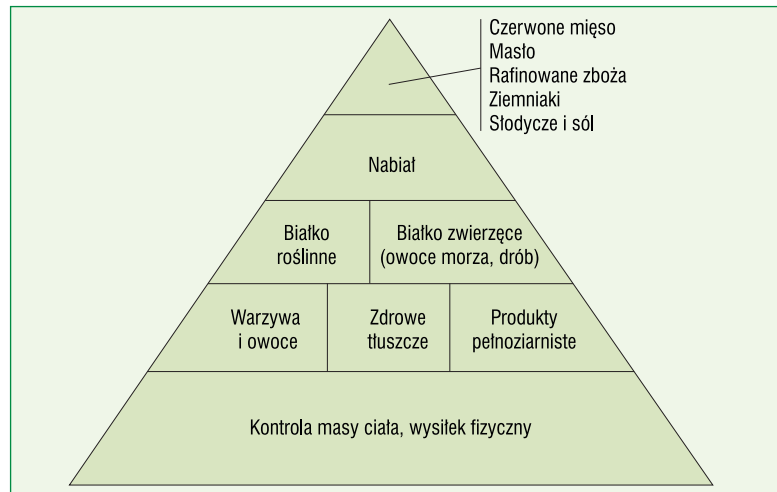 Czerwone mięso
Masło
Rafinowane zboża
Ziemniaki
Słodycze i sól
Nabiał
Białko
roślinne
Białko zwierzęce
(owoce morza, drób)
Warzywa
i owoce
Zdrowe
tłuszcze
Produkty
pełnoziarniste
Kontrola masy ciała, wysiłek fizyczny